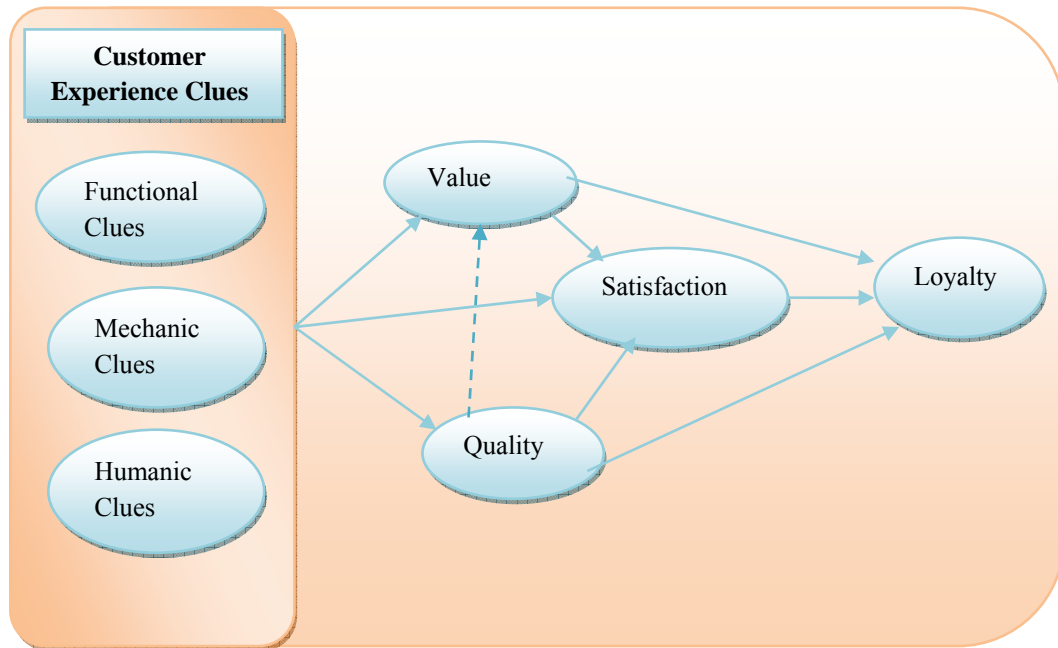 Customer
Experience Clues
Functional
Clues
Mechanic
Clues
Humanic
Clues
Value
Satisfaction
Quality
Loyalty